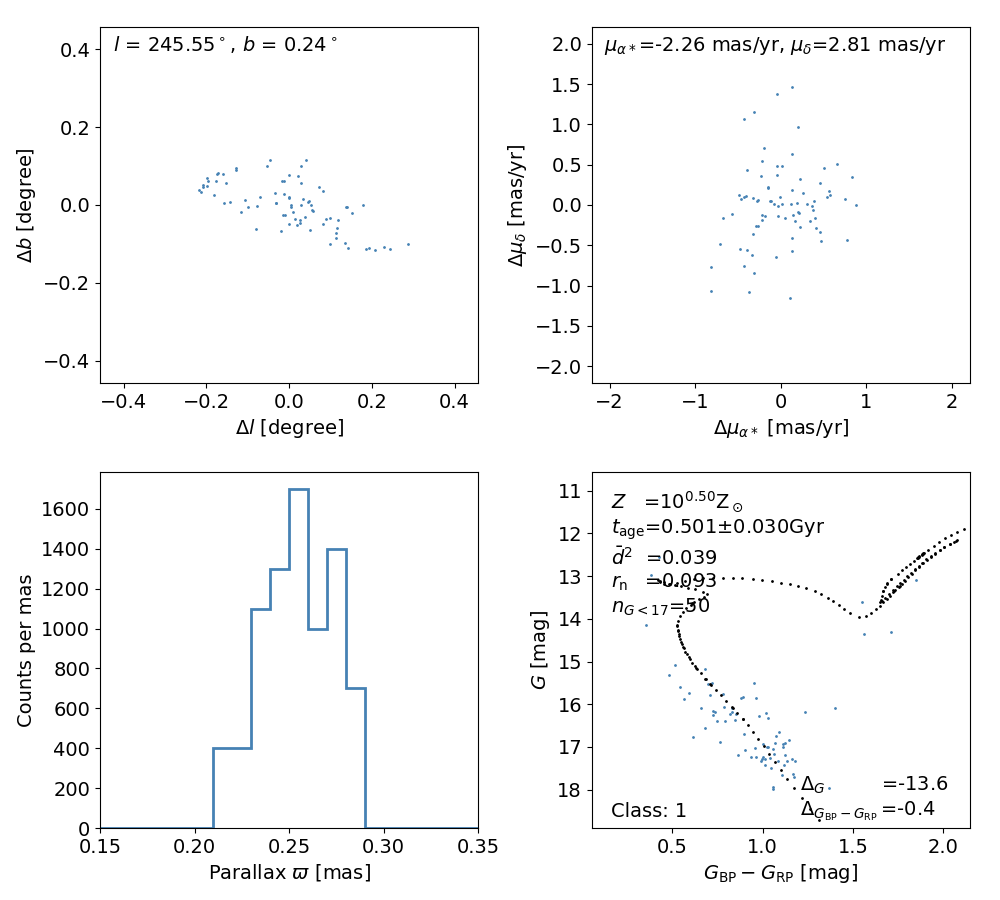 l = 245.55°, b = 0.24°
0.4
0.2
0.0
−0.2
−0.4
Δb [degree]
−0.4 −0.2 0.0 0.2 0.4
Δl [degree]
μα*=-2.26 mas/yr, μδ=2.81 mas/yr
2.0
1.5
1.0
0.5
0.0
−0.5
−1.0
−1.5
−2.0
Δμδ [mas/yr]
−2 −1 0 1 2
Δμα* [mas/yr]
1600
1400
1200
1000
800
600
400
200
0
Counts per mas
0.15 0.20 0.25 0.30 0.35
Parallax ϖ [mas]
11
12
13
14
15
16
17
18
G [mag]
Z =10^0.50 Z⊙
tage=0.501±0.030Gyr
d̄² =0.039
rn =0.093
nG<17=50
ΔG =-13.6
ΔGBP−GRP=-0.4
Class: 1
0.5 1.0 1.5 2.0
GBP − GRP [mag]